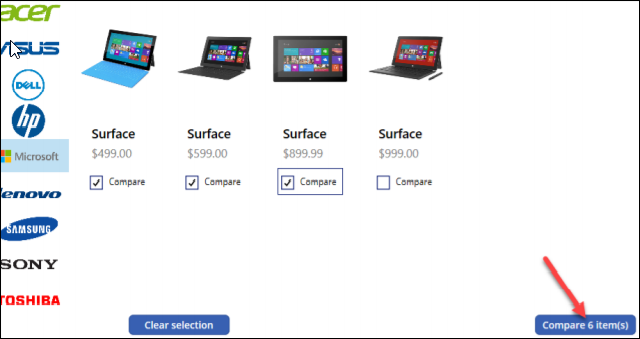 acer
ASUS
DELL
hp
Microsoft
lenovo
SAMSUNG
SONY
TOSHIBA
Surface Surface Surface Surface
$499.00 $599.00 $899.99 $999.00
Compare Compare Compare Compare
Clear selection Compare 6 item(s)